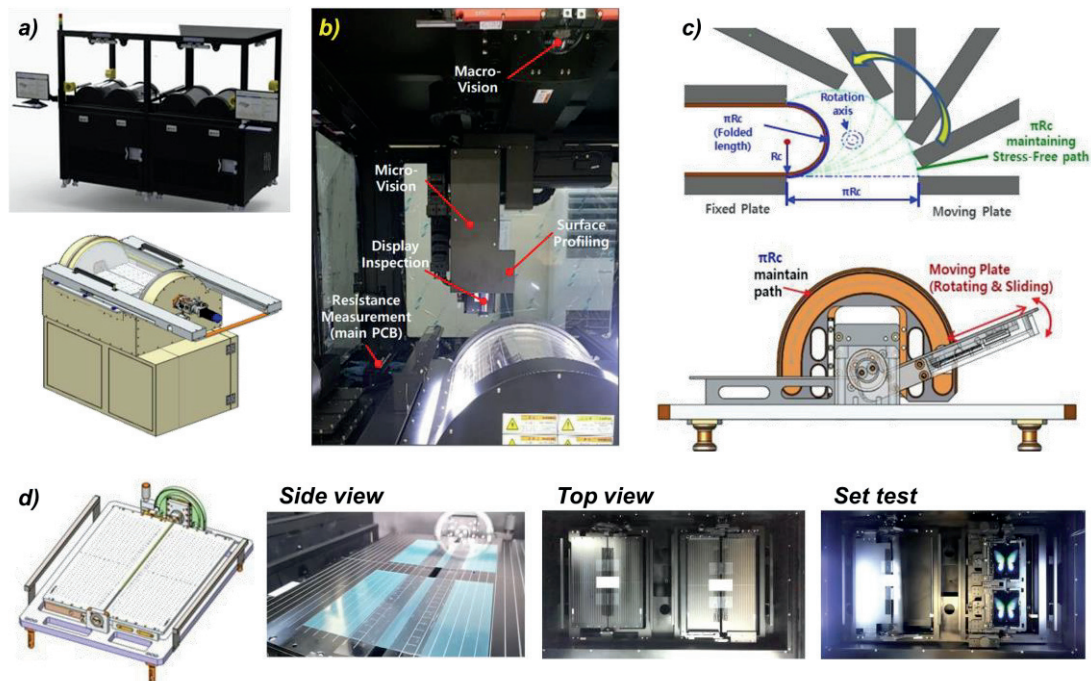 a)
b)
Macro-
Vision
Micro-
Vision
Display
Inspection
Surface
Profiling
Resistance
Measurement
(main PCB)
c)
Rotation
axis
πRc
(Folded
length)
Rc
πRc
maintaining
Stress-Free path
πRc
Fixed Plate
Moving Plate
πRc
maintain
path
Moving Plate
(Rotating & Sliding)
d)
Side view
Top view
Set test